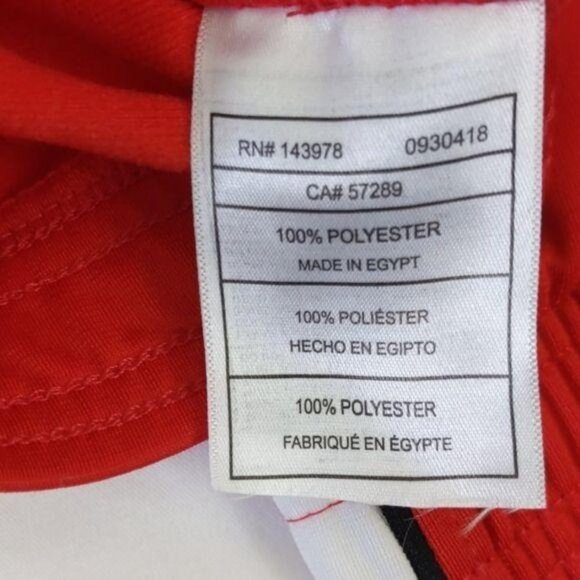 RN# 143978 0930418
CA# 57289
100% POLYESTER
MADE IN EGYPT
100% POLIÉSTER
HECHO EN EGIPTO
100% POLYESTER
FABRIQUÉ EN ÉGYPTE